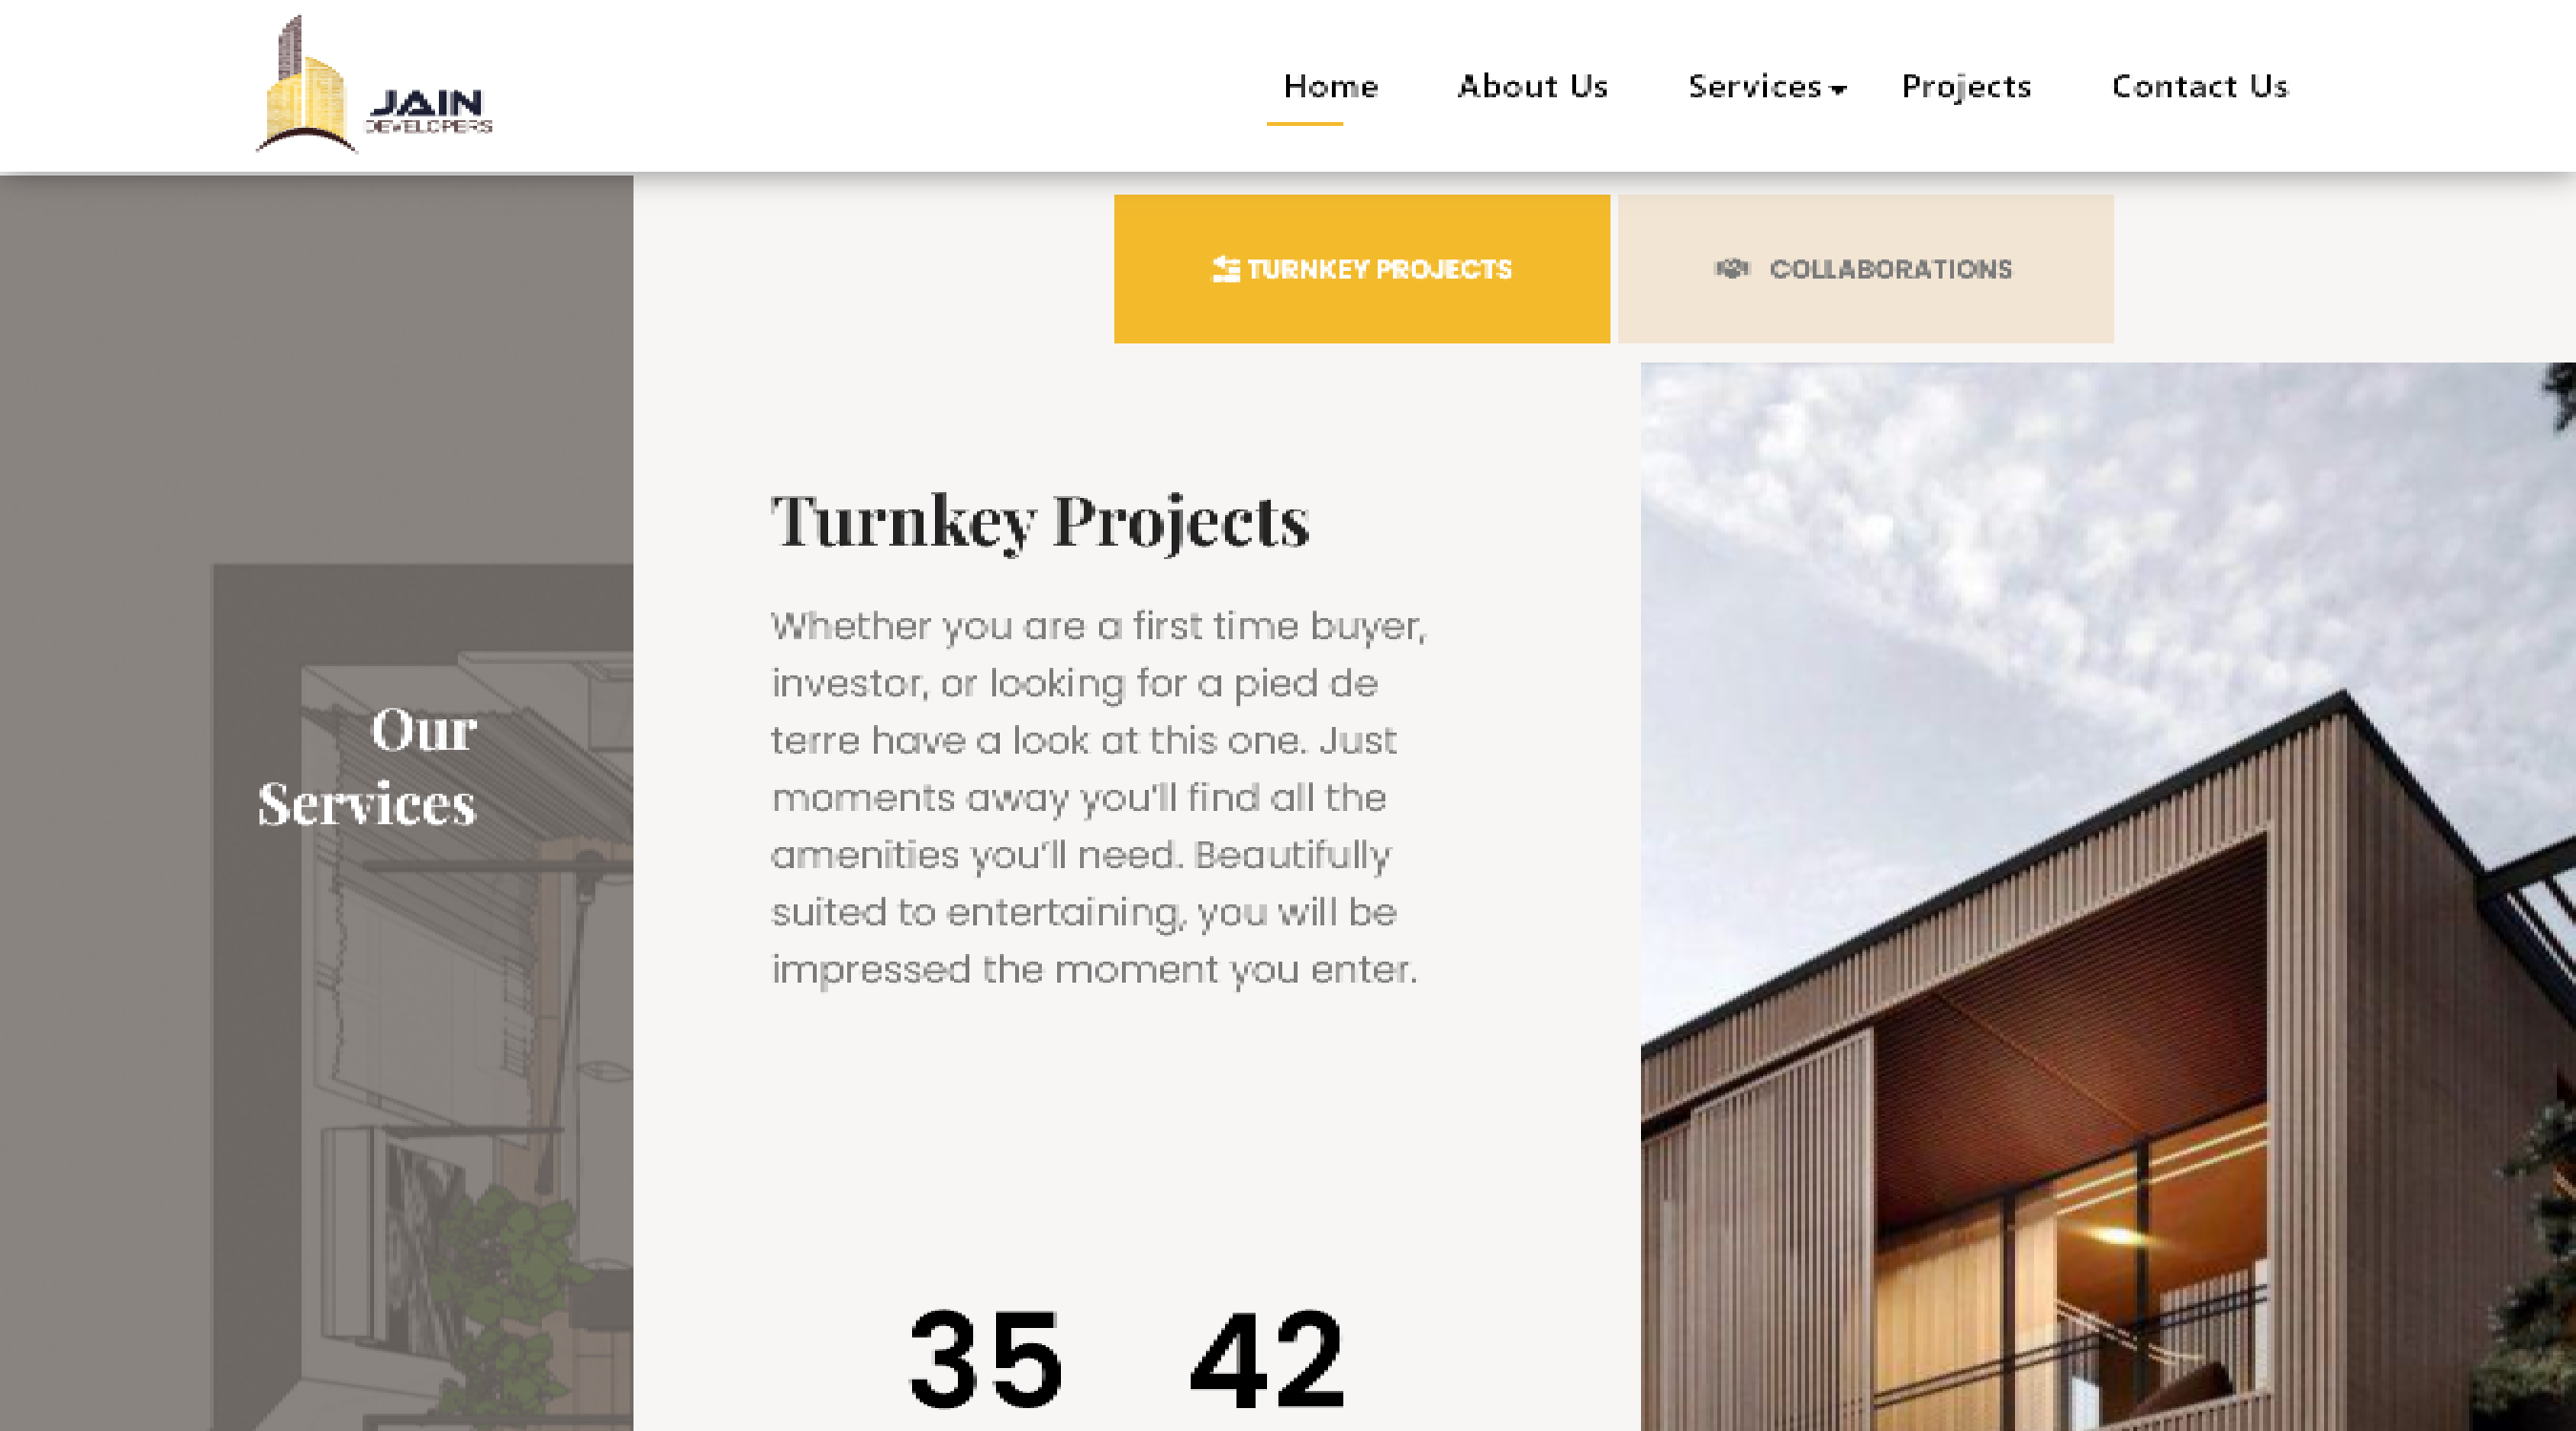 JAIN
DEVELOPERS
Home About Us Services Projects Contact Us
TURNKEY PROJECTS COLLABORATIONS
Our
Services
Turnkey Projects
Whether you are a first time buyer,
investor, or looking for a pied de
terre have a look at this one. Just
moments away you'll find all the
amenities you'll need. Beautifully
suited to entertaining, you will be
impressed the moment you enter.
35 42